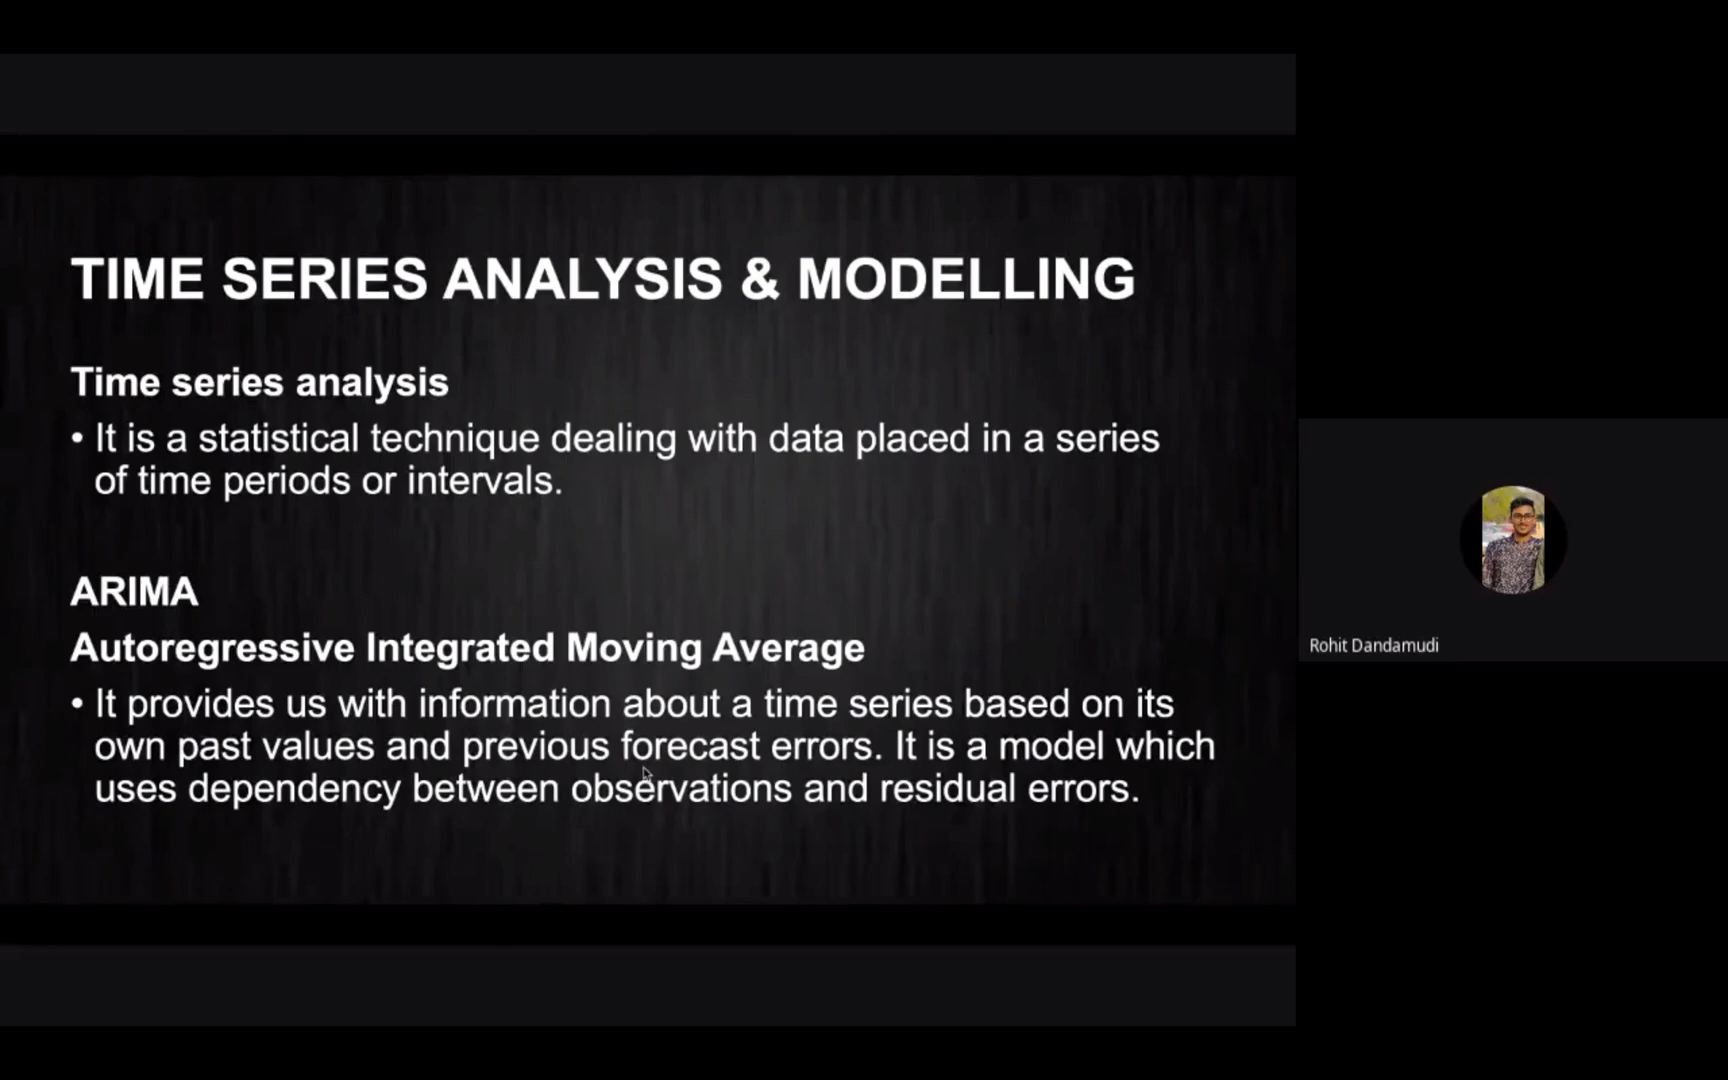 TIME SERIES ANALYSIS & MODELLING
Time series analysis
• It is a statistical technique dealing with data placed in a series
of time periods or intervals.
ARIMA
Autoregressive Integrated Moving Average
• It provides us with information about a time series based on its
own past values and previous forecast errors. It is a model which
uses dependency between observations and residual errors.
Rohit Dandamudi